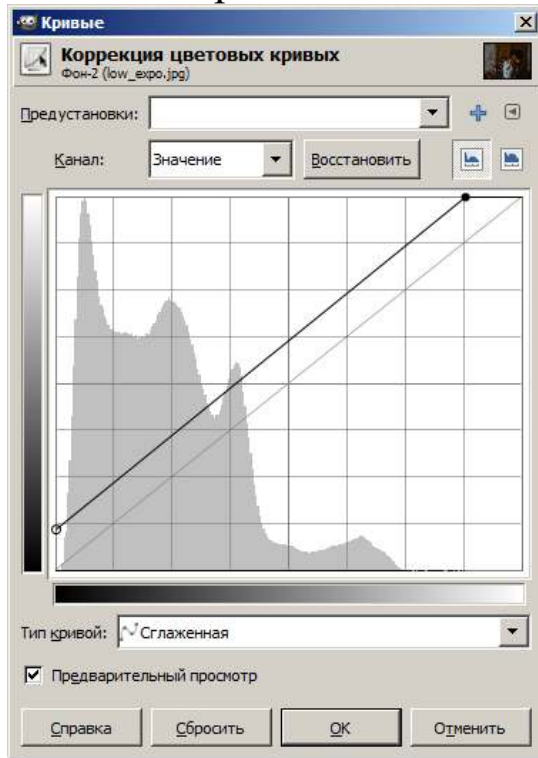 Кривые
Коррекция цветовых кривых
Фон-2 (low_expo.jpg)
Предустановки:
Канал: Значение Восстановить
Тип кривой: Сглаженная
Предварительный просмотр
Справка Сбросить OK Отменить